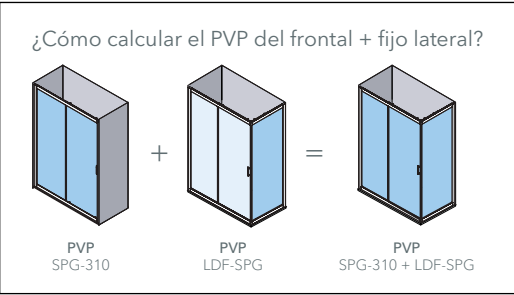 ¿Cómo calcular el PVP del frontal + fijo lateral?
+ =
PVP PVP PVP
SPG-310 LDF-SPG SPG-310 + LDF-SPG